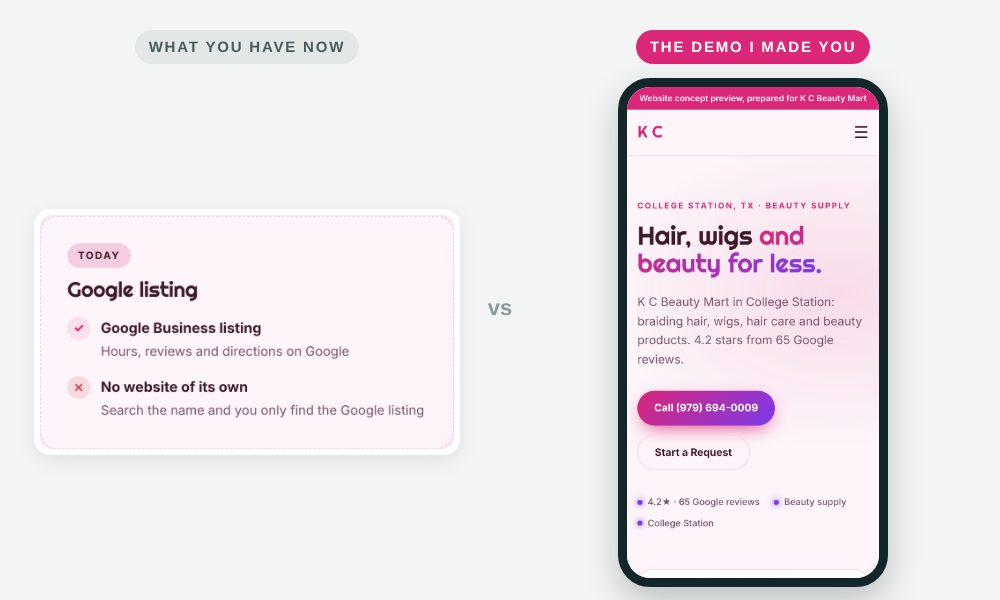 WHAT YOU HAVE NOW
TODAY
Google listing
Google Business listing
Hours, reviews and directions on Google
No website of its own
Search the name and you only find the Google listing
vs
THE DEMO I MADE YOU
Website concept preview, prepared for K C Beauty Mart
K C
COLLEGE STATION, TX · BEAUTY SUPPLY
Hair, wigs and
beauty for less.
K C Beauty Mart in College Station:
braiding hair, wigs, hair care and beauty
products. 4.2 stars from 65 Google
reviews.
Call (979) 694-0009
Start a Request
4.2★ · 65 Google reviews
Beauty supply
College Station